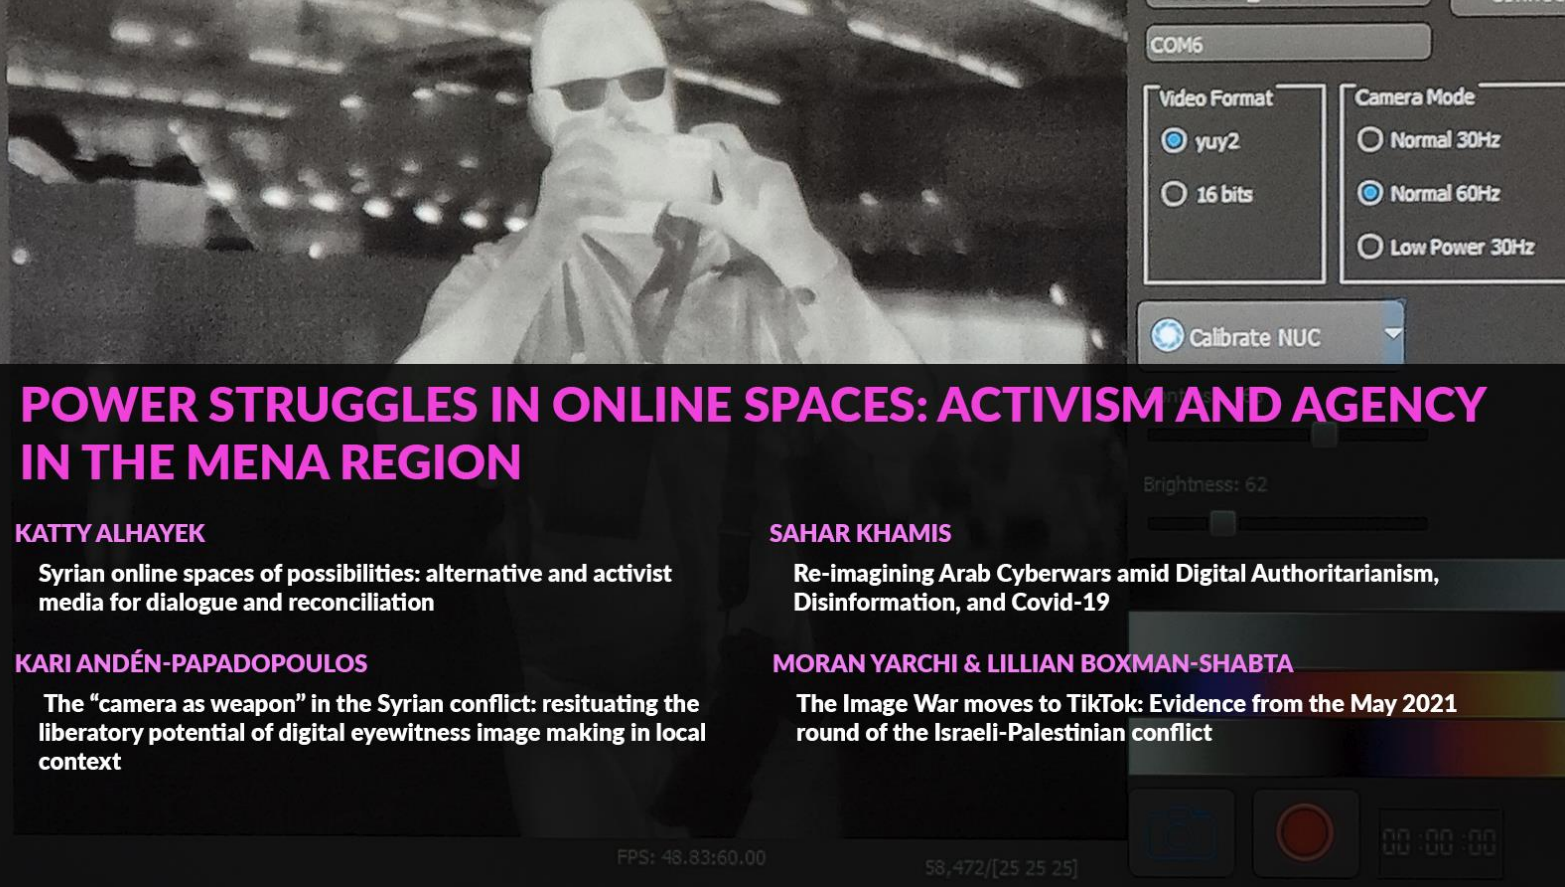 COM6
Video Format
Camera Mode
yuy2
Normal 30Hz
16 bits
Normal 60Hz
Low Power 30Hz
Calibrate NUC
POWER STRUGGLES IN ONLINE SPACES: ACTIVISM AND AGENCY
IN THE MENA REGION
Brightness: 62
KATTY ALHAYEK
Syrian online spaces of possibilities: alternative and activist
media for dialogue and reconciliation
SAHAR KHAMIS
Re-imagining Arab Cyberwars amid Digital Authoritarianism,
Disinformation, and Covid-19
KARI ANDÉN-PAPADOPOULOS
The “camera as weapon” in the Syrian conflict: resituating the
liberatory potential of digital eyewitness image making in local
context
MORAN YARCHI & LILLIAN BOXMAN-SHABTA
The Image War moves to TikTok: Evidence from the May 2021
round of the Israeli-Palestinian conflict
00:00:00
FPS: 48.83:60.00
58,472/[25 25 25]